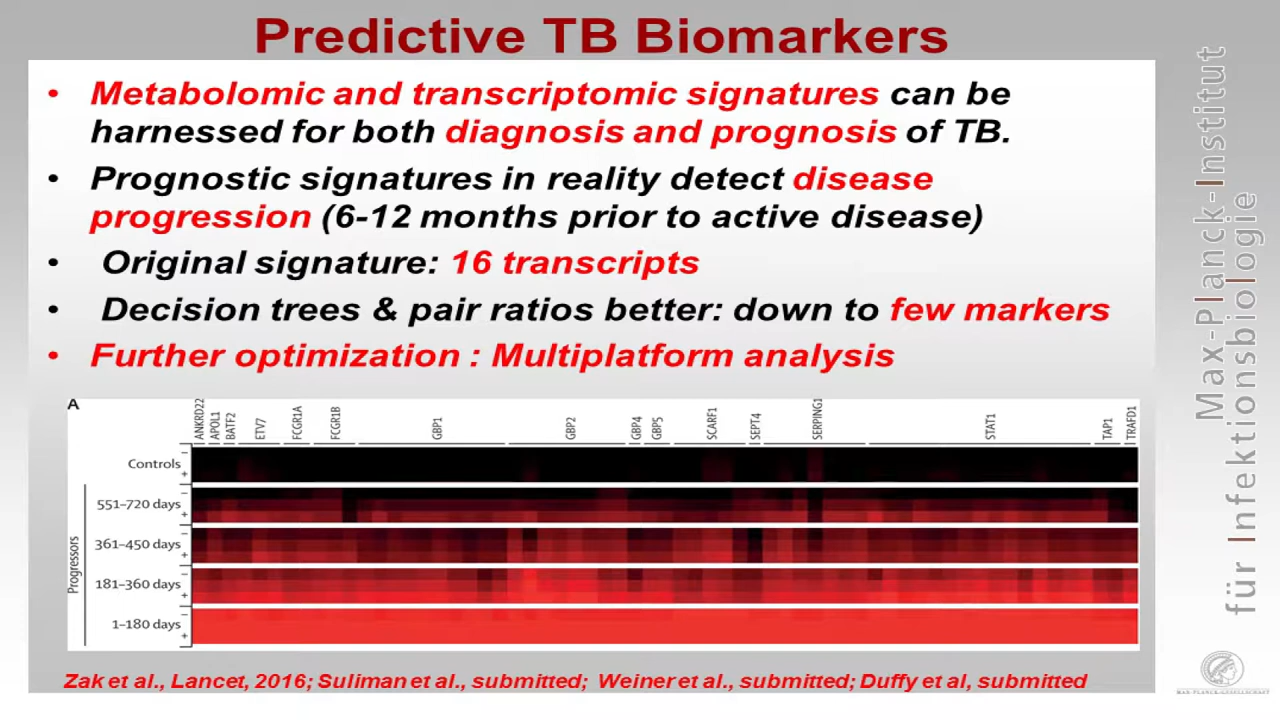 Predictive TB Biomarkers
• Metabolomic and transcriptomic signatures can be
harnessed for both diagnosis and prognosis of TB.
• Prognostic signatures in reality detect disease
progression (6-12 months prior to active disease)
• Original signature: 16 transcripts
• Decision trees & pair ratios better: down to few markers
• Further optimization : Multiplatform analysis
A
ANKRD22
APOL1
BATF2
ETV7
FCGR1A
FCGR1B
GBP1
GBP2
GBP4
GBP5
SCARF1
SEPT4
SERPING1
STAT1
TAP1
TRAFD1
Controls
−
+
Progressors
551–720 days
−
+
361–450 days
−
+
181–360 days
−
+
1–180 days
−
+
Zak et al., Lancet, 2016; Suliman et al., submitted; Weiner et al., submitted; Duffy et al, submitted
Max-Planck-Institut
für Infektionsbiologie
MAX-PLANCK-GESELLSCHAFT